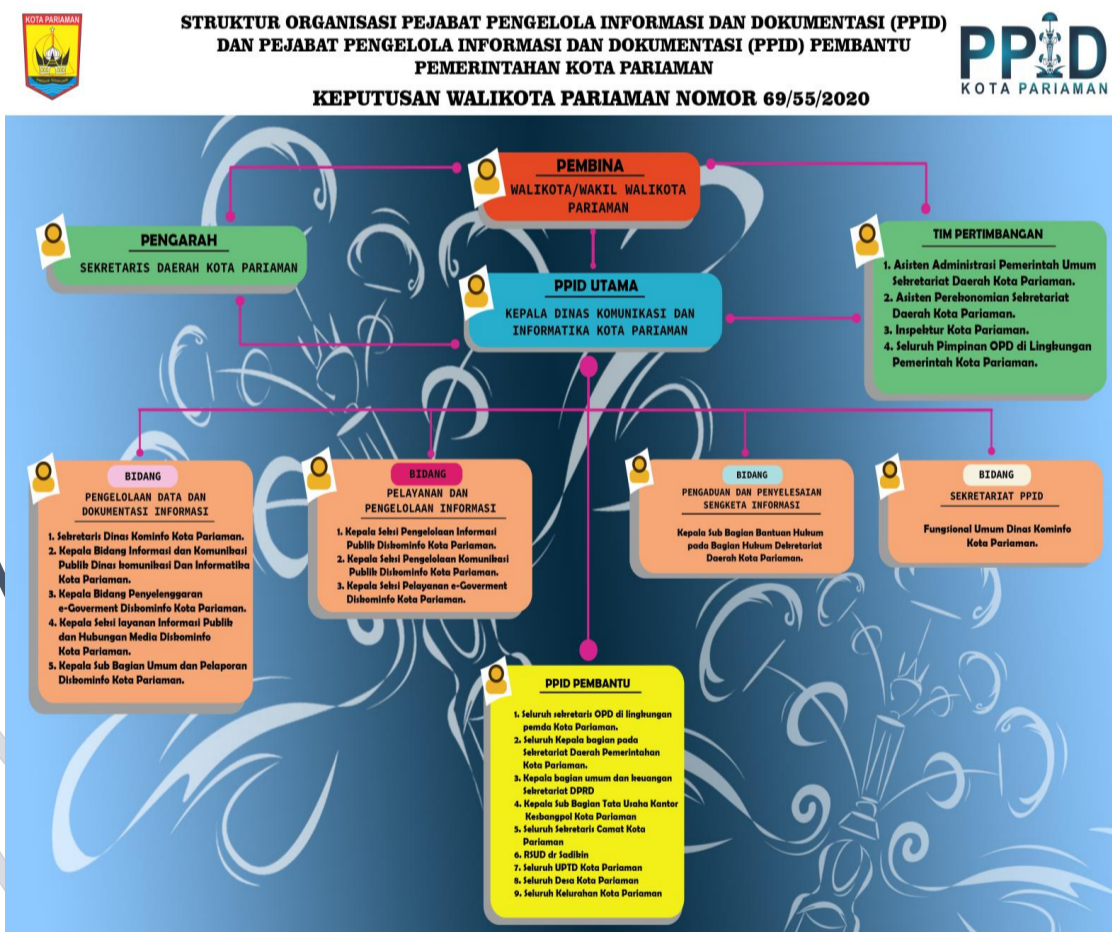 KOTA PARIAMAN
STRUKTUR ORGANISASI PEJABAT PENGELOLA INFORMASI DAN DOKUMENTASI (PPID)
DAN PEJABAT PENGELOLA INFORMASI DAN DOKUMENTASI (PPID) PEMBANTU
PEMERINTAHAN KOTA PARIAMAN
KEPUTUSAN WALIKOTA PARIAMAN NOMOR 69/55/2020
PPID
KOTA PARIAMAN
PEMBINA
WALIKOTA/WAKIL WALIKOTA
PARIAMAN
PENGARAH
SEKRETARIS DAERAH KOTA PARIAMAN
PPID UTAMA
KEPALA DINAS KOMUNIKASI DAN
INFORMATIKA KOTA PARIAMAN
TIM PERTIMBANGAN
1. Asisten Administrasi Pemerintah Umum
Sekretariat Daerah Kota Pariaman.
2. Asisten Perekonomian Sekretariat
Daerah Kota Pariaman.
3. Inspektur Kota Pariaman.
4. Seluruh Pimpinan OPD di Lingkungan
Pemerintah Kota Pariaman.
BIDANG
PENGELOLAAN DATA DAN
DOKUMENTASI INFORMASI
1. Sekretaris Dinas Kominfo Kota Pariaman.
2. Kepala Bidang Informasi dan Komunikasi
Publik Dinas komunikasi Dan Informatika
Kota Pariaman.
3. Kepala Bidang Penyelenggaran
e-Goverment Diskominfo Kota Pariaman.
4. Kepala Seksi layanan Informasi Publik
dan Hubungan Media Diskominfo
Kota Pariaman.
5. Kepala Sub Bagian Umum dan Pelaporan
Diskominfo Kota Pariaman.
BIDANG
PELAYANAN DAN
PENGELOLAAN INFORMASI
1. Kepala Seksi Pengelolaan Informasi
Publik Diskominfo Kota Pariaman.
2. Kepala Seksi Pengelolaan Komunikasi
Publik Diskominfo Kota Pariaman.
3. Kepala Seksi Pelayanan e-Goverment
Diskominfo Kota Pariaman.
BIDANG
PENGADUAN DAN PENYELESAIAN
SENGKETA INFORMASI
Kepala Sub Bagian Bantuan Hukum
pada Bagian Hukum Dekretariat
Daerah Kota Pariaman.
BIDANG
SEKRETARIAT PPID
Fungsional Umum Dinas Kominfo
Kota Pariaman.
PPID PEMBANTU
1. Seluruh sekretaris OPD di lingkungan
pemda Kota Pariaman.
2. Seluruh Kepala bagian pada
Sekretariat Daerah Pemerintahan
Kota Pariaman.
3. Kepala bagian umum dan keuangan
Sekretariat DPRD
4. Kepala Sub Bagian Tata Usaha Kantor
Kesbangpol Kota Pariaman
5. Seluruh Sekretaris Camat Kota
Pariaman
6. RSUD dr Sadikin
7. Seluruh UPTD Kota Pariaman
8. Seluruh Desa Kota Pariaman
9. Seluruh Kelurahan Kota Pariaman